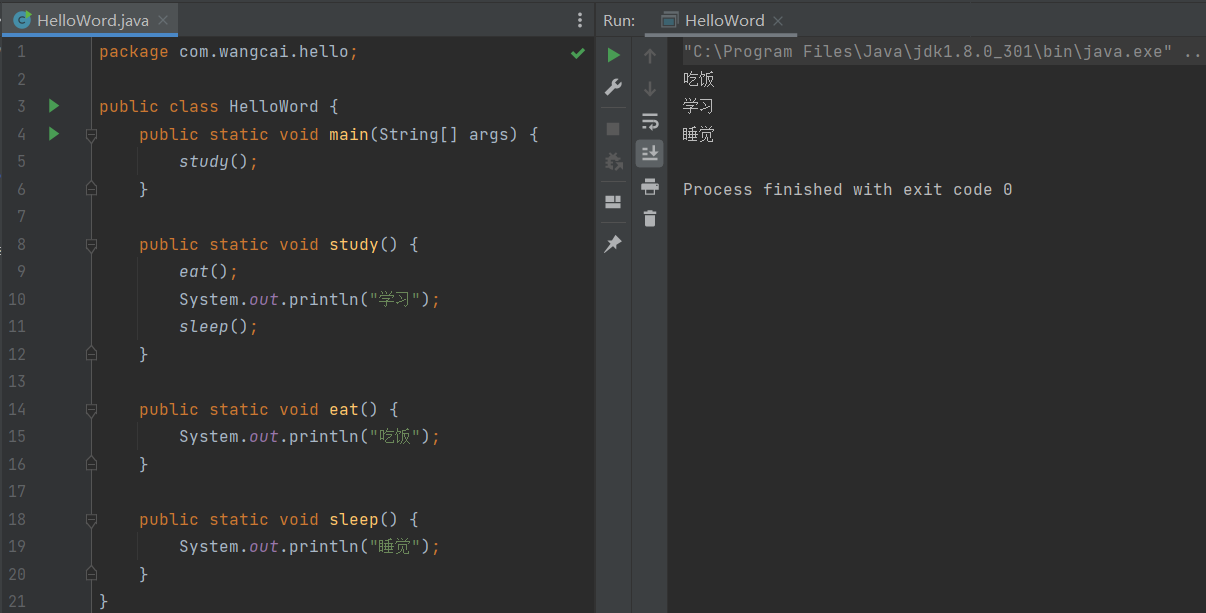 HelloWord.java
1 package com.wangcai.hello;
2
3 public class HelloWord {
4 public static void main(String[] args) {
5 study();
6 }
7
8 public static void study() {
9 eat();
10 System.out.println("学习");
11 sleep();
12 }
13
14 public static void eat() {
15 System.out.println("吃饭");
16 }
17
18 public static void sleep() {
19 System.out.println("睡觉");
20 }
21 }
Run: HelloWord
"C:\Program Files\Java\jdk1.8.0_301\bin\java.exe" ..
吃饭
学习
睡觉
Process finished with exit code 0